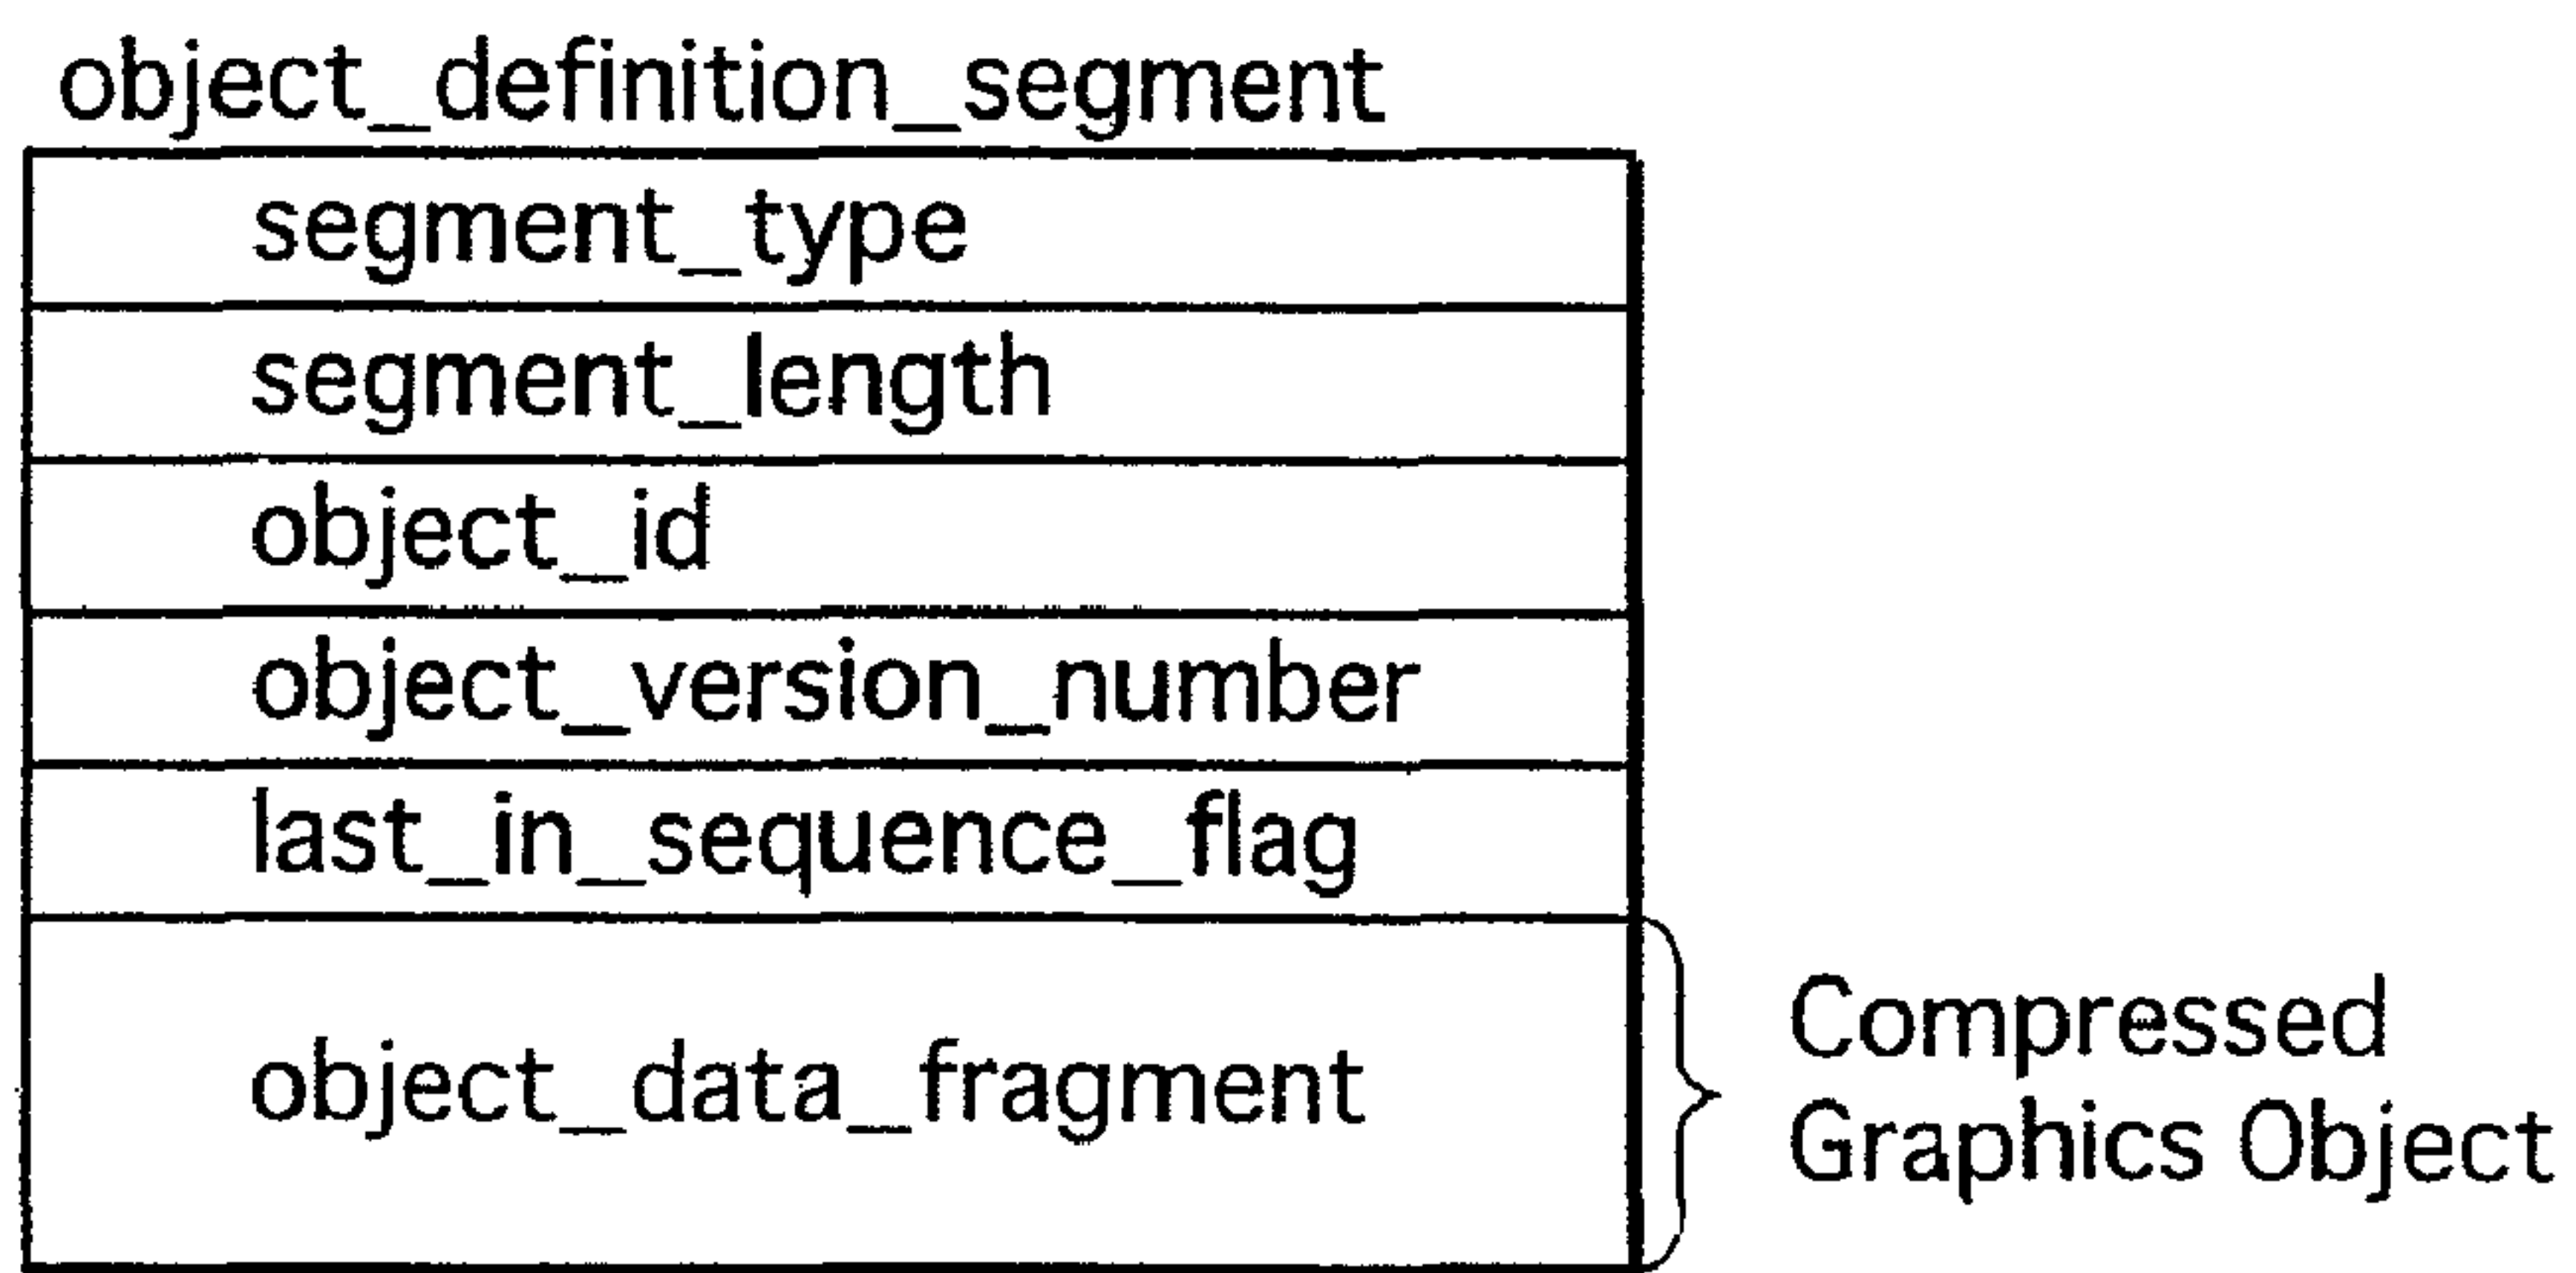 object_definition_segment
segment_type
segment_length
object_id
object_version_number
last_in_sequence_flag
object_data_fragment
Compressed
Graphics Object